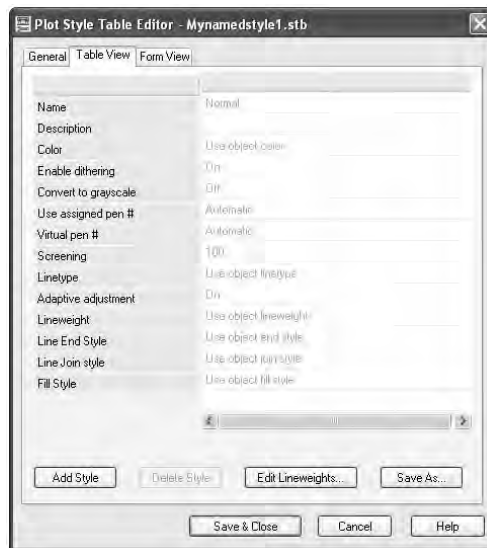 Plot Style Table Editor - Mynamedstyle1.stb
General Table View Form View
Name Normal
Description
Color Use object color
Enable dithering On
Convert to grayscale Off
Use assigned pen # Automatic
Virtual pen # Automatic
Screening 100
Linetype Use object linetype
Adaptive adjustment On
Lineweight Use object lineweight
Line End Style Use object end style
Line Join style Use object join style
Fill Style Use object fill style
Add Style Delete Style Edit Lineweights... Save As...
Save & Close Cancel Help